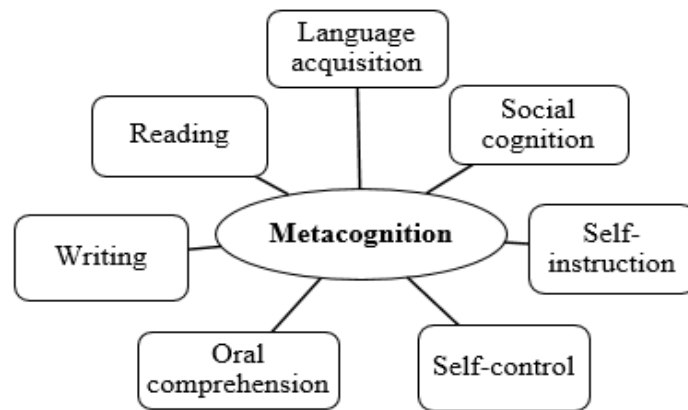 Language
acquisition
Social
cognition
Reading
Metacognition
Self-
instruction
Writing
Oral
comprehension
Self-control